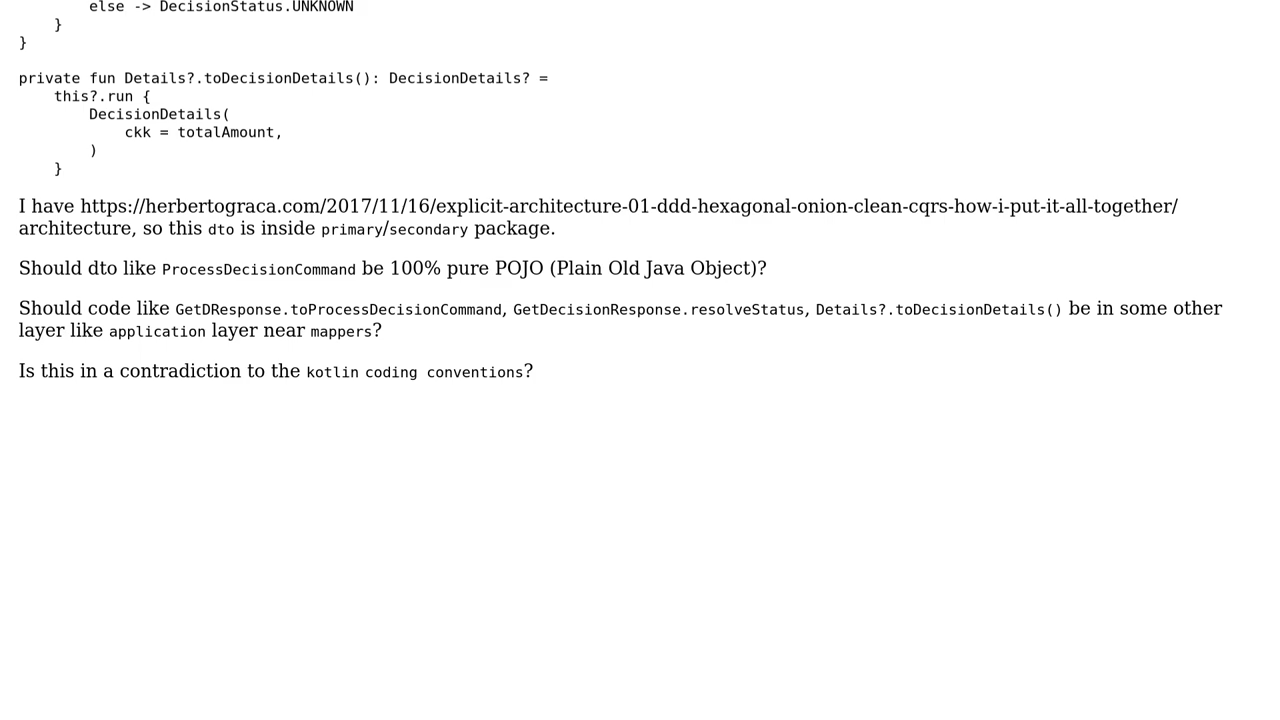 else -> DecisionStatus.UNKNOWN
}
}
private fun Details?.toDecisionDetails(): DecisionDetails? =
this?.run {
DecisionDetails(
ckk = totalAmount,
)
}
I have https://herbertograca.com/2017/11/16/explicit-architecture-01-ddd-hexagonal-onion-clean-cqrs-how-i-put-it-all-together/
architecture, so this dto is inside primary/secondary package.
Should dto like ProcessDecisionCommand be 100% pure POJO (Plain Old Java Object)?
Should code like GetDResponse.toProcessDecisionCommand, GetDecisionResponse.resolveStatus, Details?.toDecisionDetails() be in some other
layer like application layer near mappers?
Is this in a contradiction to the kotlin coding conventions?